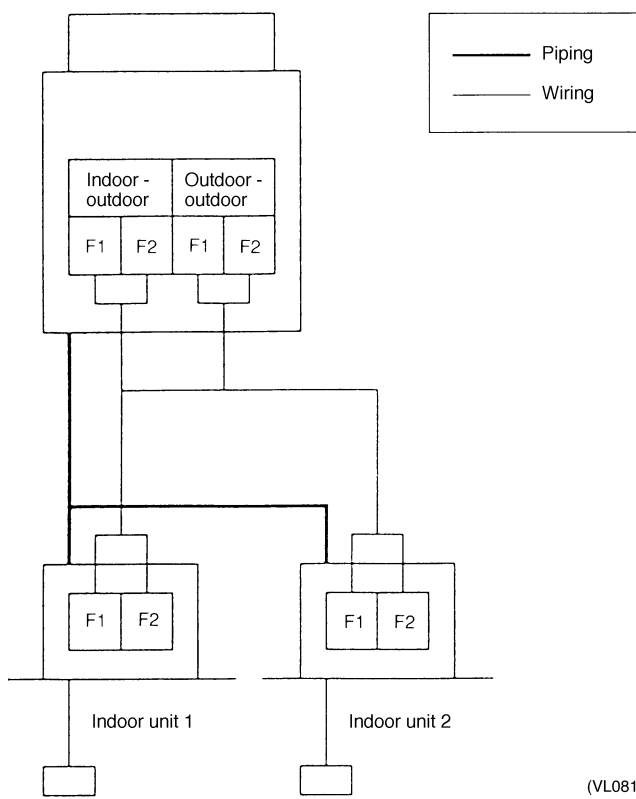 Piping
Wiring
Indoor - outdoor
Outdoor - outdoor
F1 F2 F1 F2
F1 F2
F1 F2
Indoor unit 1
Indoor unit 2
(VL081